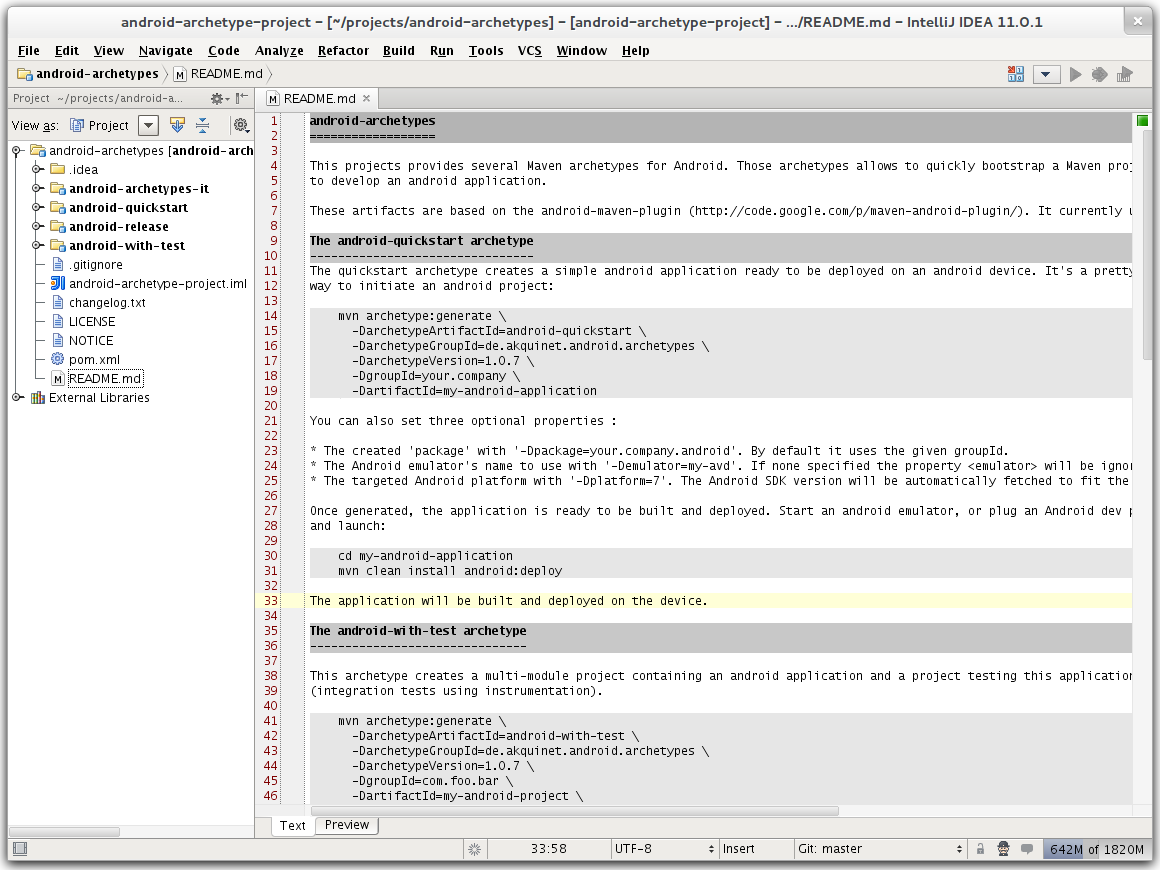 android-archetype-project – [~/projects/android-archetypes] – [android-archetype-project] – .../README.md – IntelliJ IDEA 11.0.1
File Edit View Navigate Code Analyze Refactor Build Run Tools VCS Window Help
android-archetypes README.md
Project ~/projects/android-a...
View as: Project
android-archetypes [android-arch
.idea
android-archetypes-it
android-quickstart
android-release
android-with-test
.gitignore
android-archetype-project.iml
changelog.txt
LICENSE
NOTICE
pom.xml
README.md
External Libraries
README.md
1 android-archetypes
2 ==================
3
4 This projects provides several Maven archetypes for Android. Those archetypes allows to quickly bootstrap a Maven proj
5 to develop an android application.
6
7 These artifacts are based on the android-maven-plugin (http://code.google.com/p/maven-android-plugin/). It currently u
8
9 The android-quickstart archetype
10 --------------------------------
11 The quickstart archetype creates a simple android application ready to be deployed on an android device. It's a pretty
12 way to initiate an android project:
13
14 mvn archetype:generate \
15 -DarchetypeArtifactId=android-quickstart \
16 -DarchetypeGroupId=de.akquinet.android.archetypes \
17 -DarchetypeVersion=1.0.7 \
18 -DgroupId=your.company \
19 -DartifactId=my-android-application
20
21 You can also set three optional properties :
22
23 * The created 'package' with '-Dpackage=your.company.android'. By default it uses the given groupId.
24 * The Android emulator's name to use with '-Demulator=my-avd'. If none specified the property <emulator> will be ignor
25 * The targeted Android platform with '-Dplatform=7'. The Android SDK version will be automatically fetched to fit the
26
27 Once generated, the application is ready to be built and deployed. Start an android emulator, or plug an Android dev p
28 and launch:
29
30 cd my-android-application
31 mvn clean install android:deploy
32
33 The application will be built and deployed on the device.
34
35 The android-with-test archetype
36 -------------------------------
37
38 This archetype creates a multi-module project containing an android application and a project testing this application
39 (integration tests using instrumentation).
40
41 mvn archetype:generate \
42 -DarchetypeArtifactId=android-with-test \
43 -DarchetypeGroupId=de.akquinet.android.archetypes \
44 -DarchetypeVersion=1.0.7 \
45 -DgroupId=com.foo.bar \
46 -DartifactId=my-android-project \
Text Preview
33:58 UTF-8 Insert Git: master 642M of 1820M